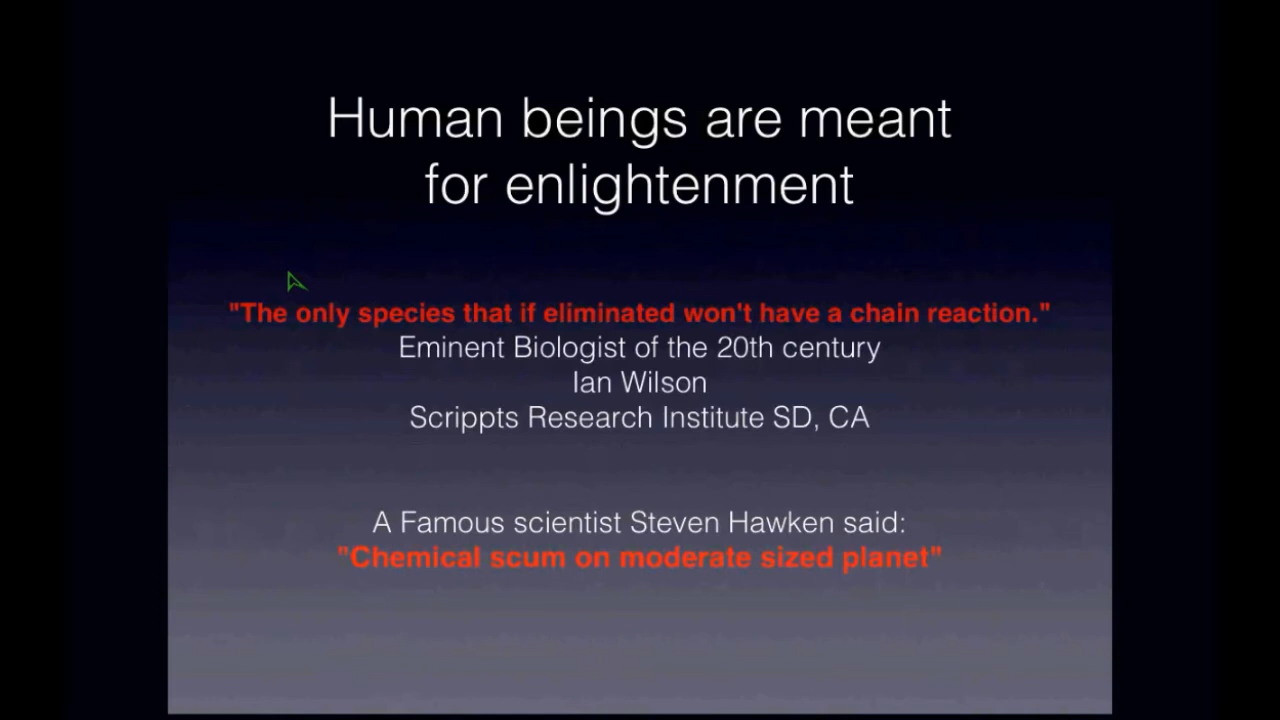 Human beings are meant
for enlightenment
"The only species that if eliminated won't have a chain reaction."
Eminent Biologist of the 20th century
Ian Wilson
Scrippts Research Institute SD, CA
A Famous scientist Steven Hawken said:
"Chemical scum on moderate sized planet"